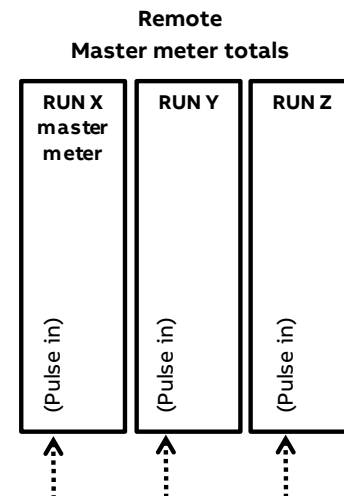 Remote
Master meter totals
RUN X
master
meter
RUN Y
RUN Z
(Pulse in)
(Pulse in)
(Pulse in)